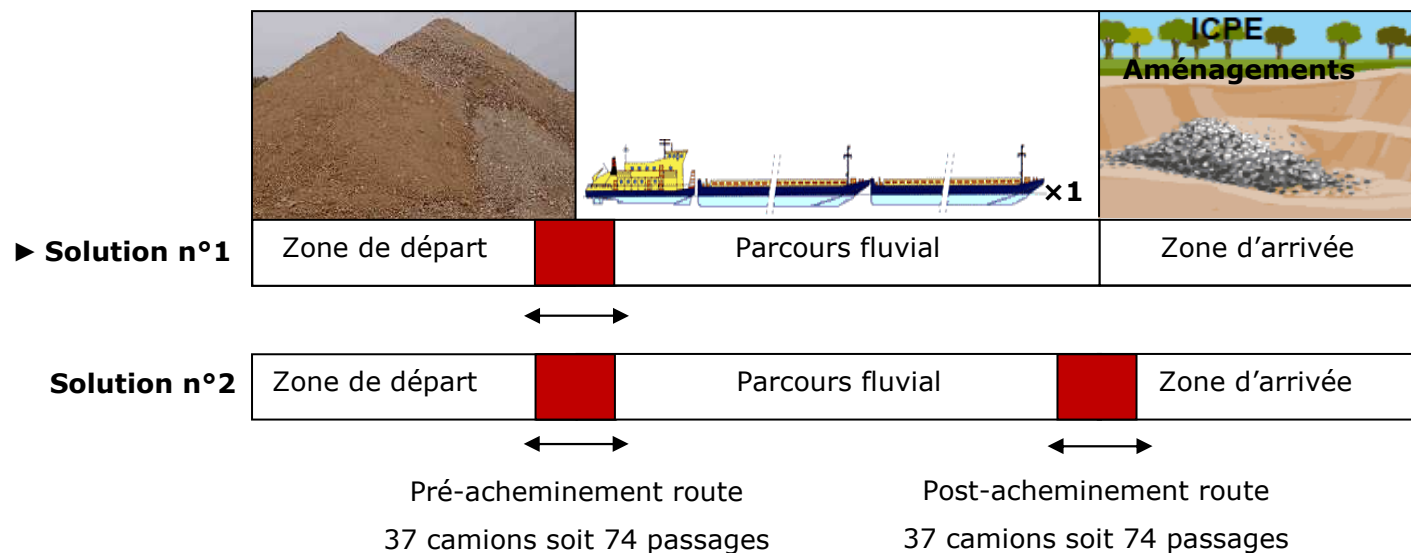 ICPE
Aménagements
×1
► Solution n°1
Zone de départ
Parcours fluvial
Zone d'arrivée
Solution n°2
Zone de départ
Parcours fluvial
Zone d'arrivée
Pré-acheminement route
37 camions soit 74 passages
Post-acheminement route
37 camions soit 74 passages